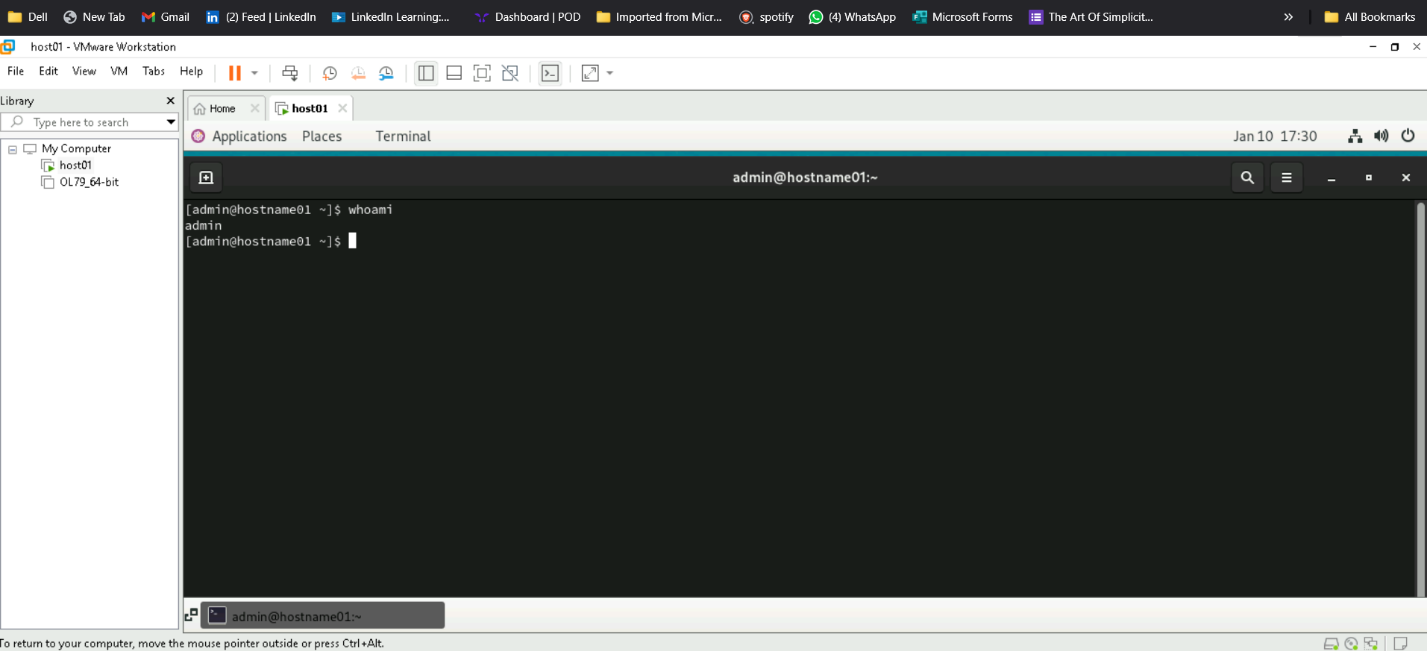 Dell New Tab Gmail (2) Feed | LinkedIn LinkedIn Learning:... Dashboard | POD Imported from Micr... spotify (4) WhatsApp Microsoft Forms The Art Of Simplicit... » All Bookmarks
host01 - VMware Workstation
File Edit View VM Tabs Help
Library
Type here to search
My Computer
host01
OL79_64-bit
Home host01
Applications Places Terminal Jan 10 17:30
admin@hostname01:~
[admin@hostname01 ~]$ whoami
admin
[admin@hostname01 ~]$
admin@hostname01:~
To return to your computer, move the mouse pointer outside or press Ctrl+Alt.